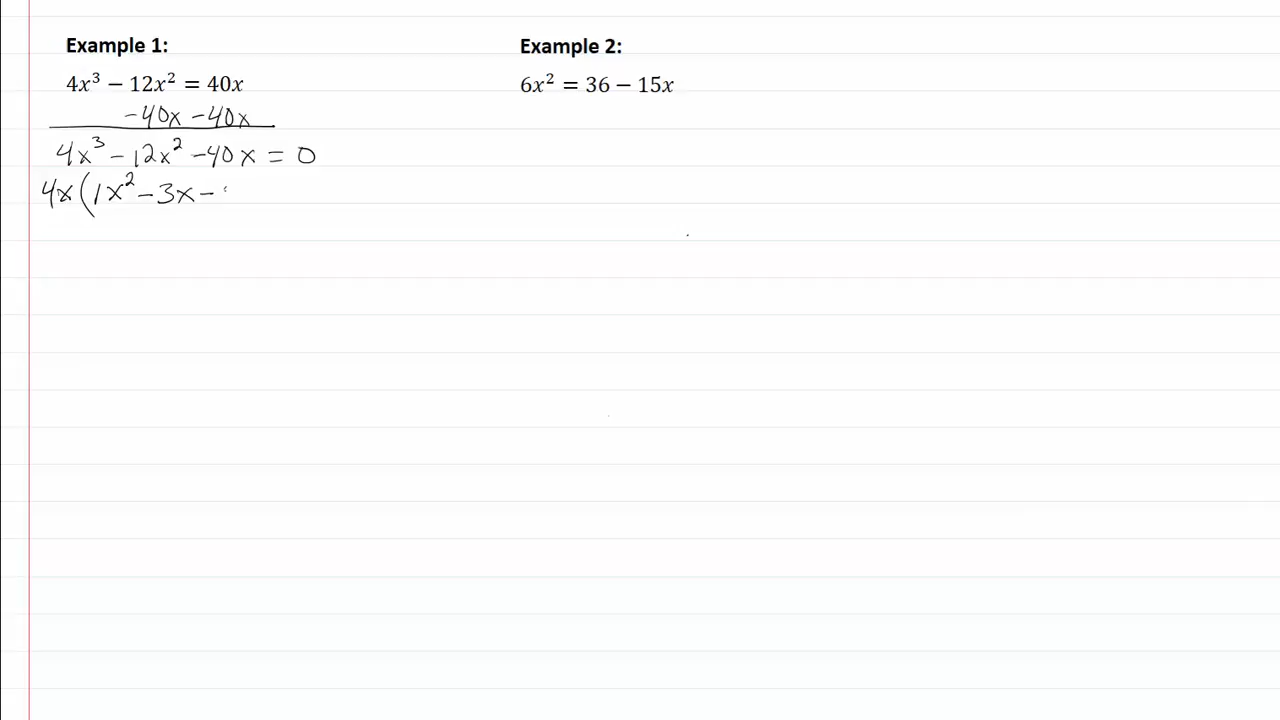 Example 1:
4x³ − 12x² = 40x
-40x -40x
4x³ - 12x² - 40x = 0
4x(1x² - 3x -
Example 2:
6x² = 36 − 15x